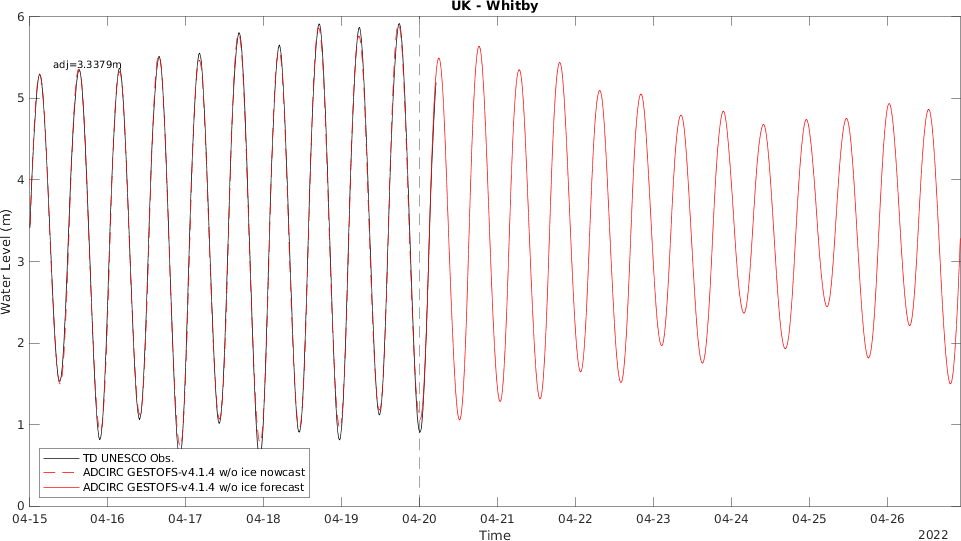 UK - Whitby
adj=3.3379m
Water Level (m)
6
5
4
3
2
1
0
TD UNESCO Obs.
ADCIRC GESTOFS-v4.1.4 w/o ice nowcast
ADCIRC GESTOFS-v4.1.4 w/o ice forecast
04-15 04-16 04-17 04-18 04-19 04-20 04-21 04-22 04-23 04-24 04-25 04-26
Time
2022